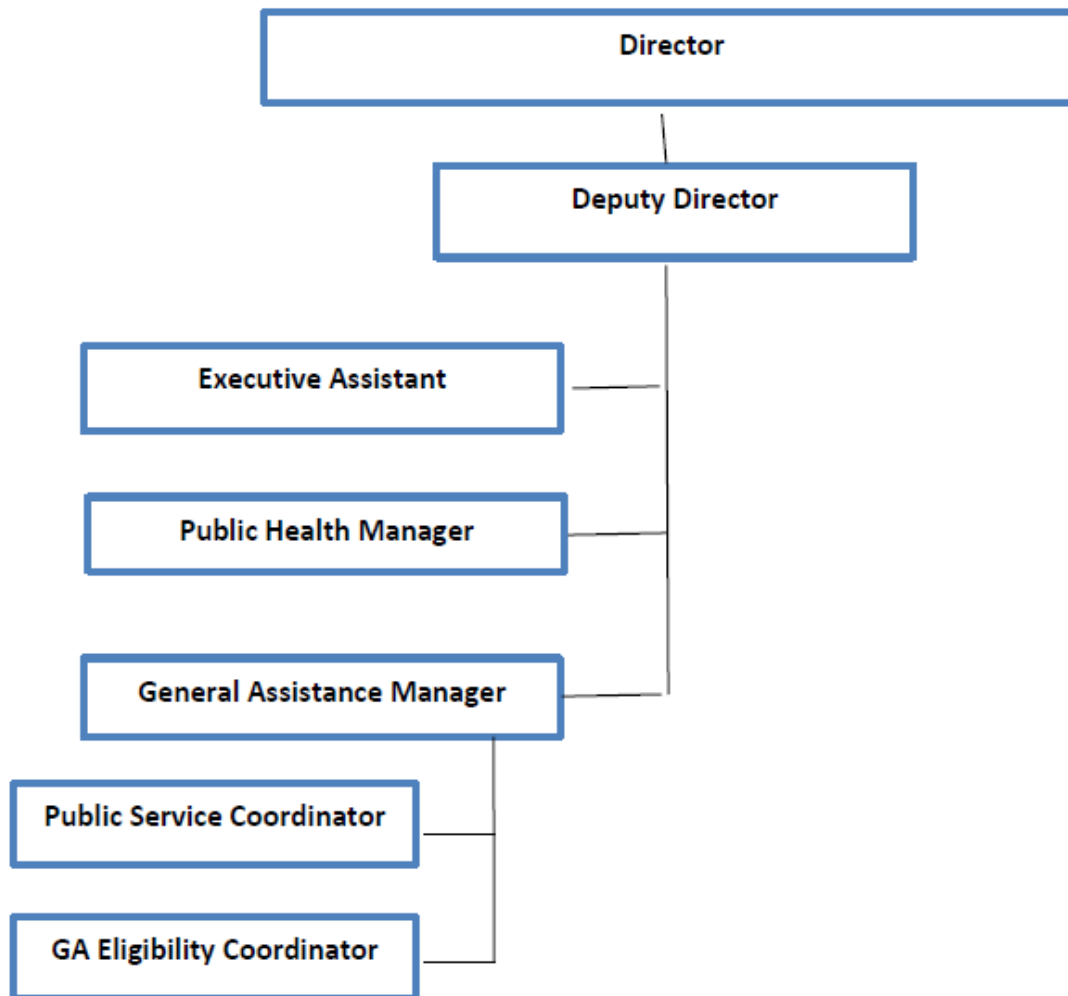 Director
Deputy Director
Executive Assistant
Public Health Manager
General Assistance Manager
Public Service Coordinator
GA Eligibility Coordinator